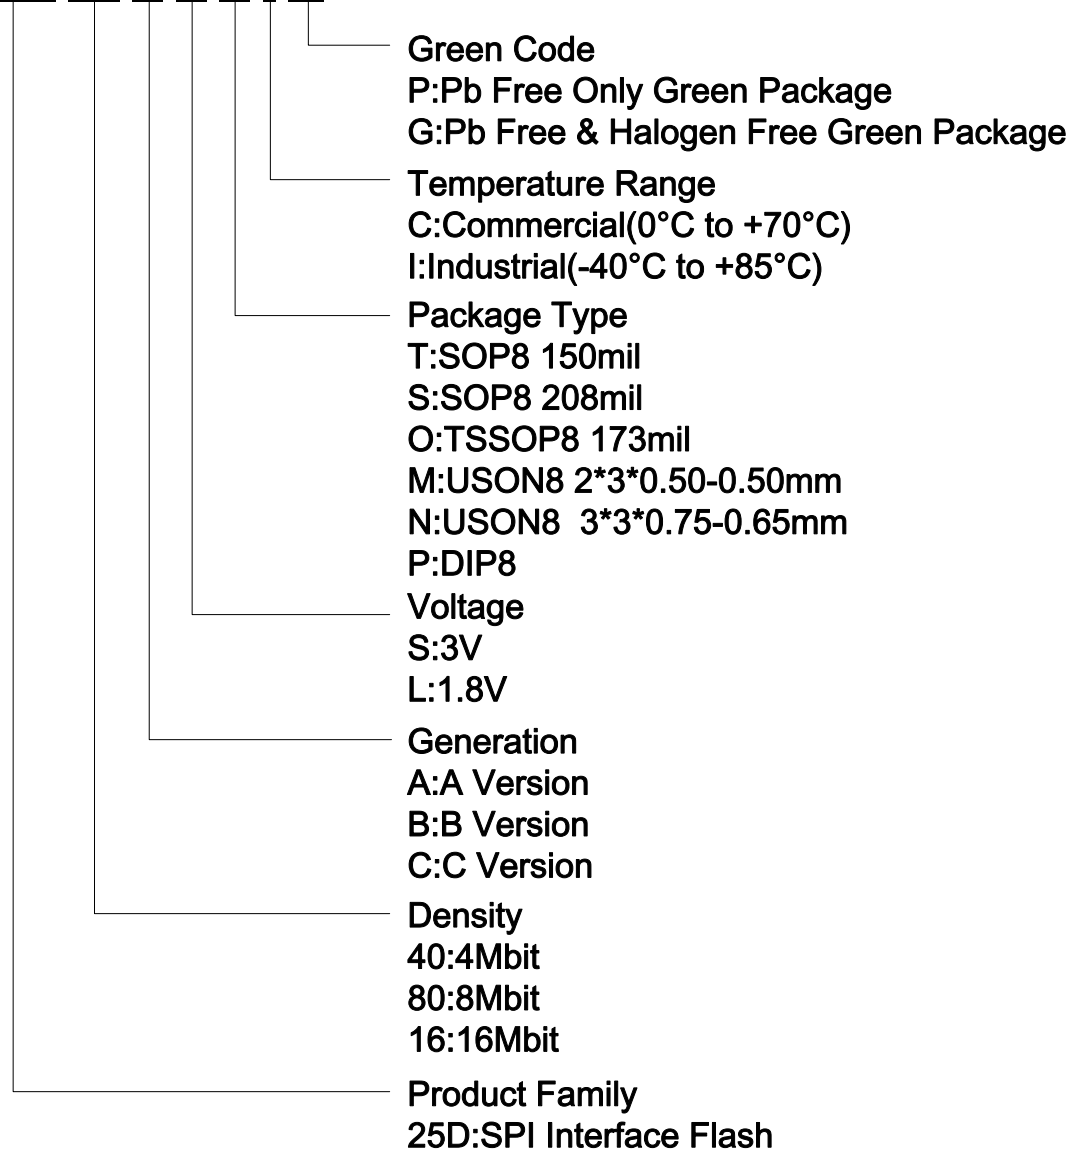 Green Code
P:Pb Free Only Green Package
G:Pb Free & Halogen Free Green Package
Temperature Range
C:Commercial(0°C to +70°C)
I:Industrial(-40°C to +85°C)
Package Type
T:SOP8 150mil
S:SOP8 208mil
O:TSSOP8 173mil
M:USON8 2*3*0.50-0.50mm
N:USON8  3*3*0.75-0.65mm
P:DIP8
Voltage
S:3V
L:1.8V
Generation
A:A Version
B:B Version
C:C Version
Density
40:4Mbit
80:8Mbit
16:16Mbit
Product Family
25D:SPI Interface Flash